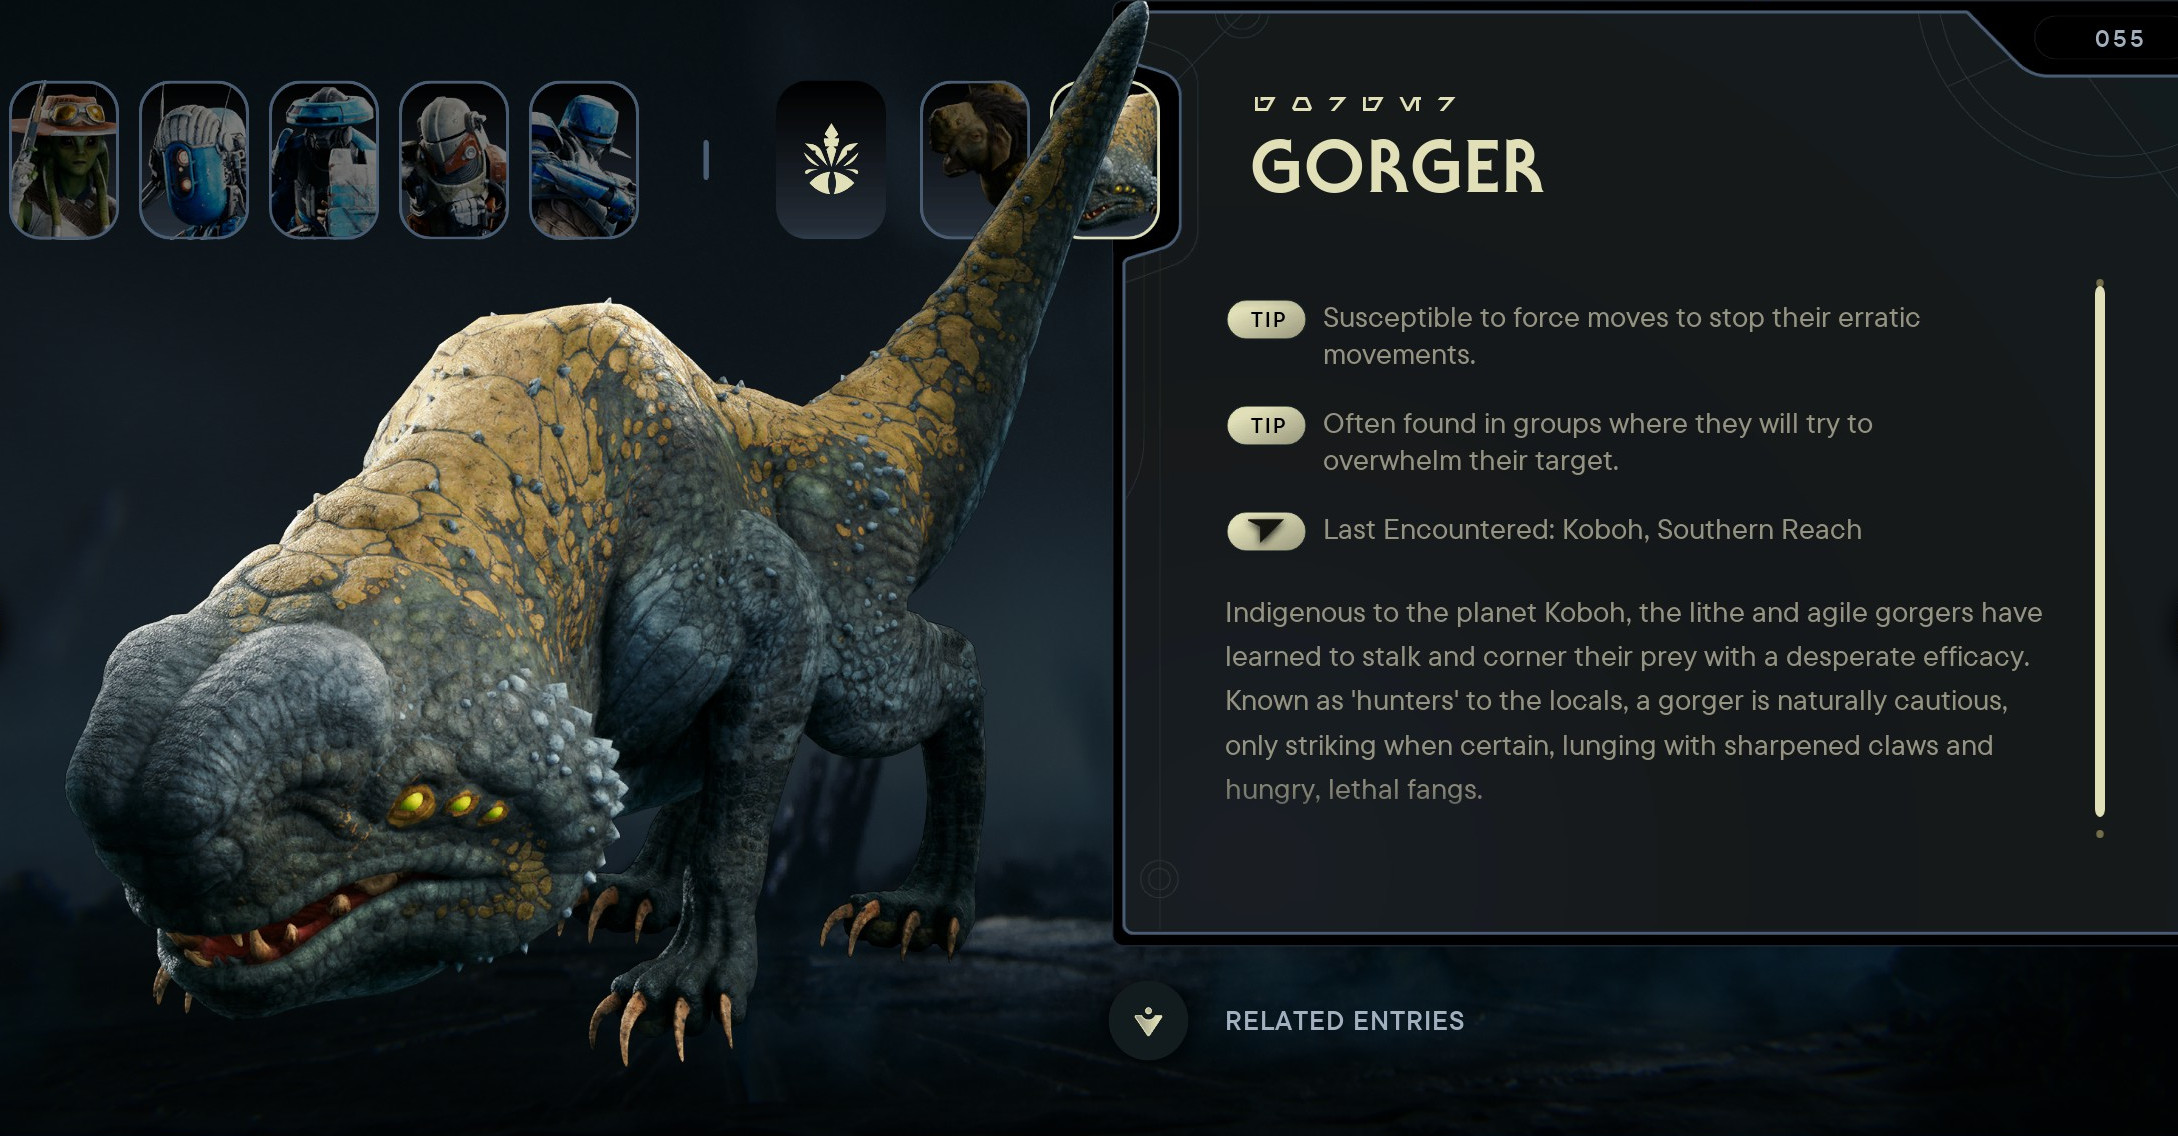 055
GORGER
TIP Susceptible to force moves to stop their erratic
movements.
TIP Often found in groups where they will try to
overwhelm their target.
Last Encountered: Koboh, Southern Reach
Indigenous to the planet Koboh, the lithe and agile gorgers have
learned to stalk and corner their prey with a desperate efficacy.
Known as 'hunters' to the locals, a gorger is naturally cautious,
only striking when certain, lunging with sharpened claws and
hungry, lethal fangs.
RELATED ENTRIES